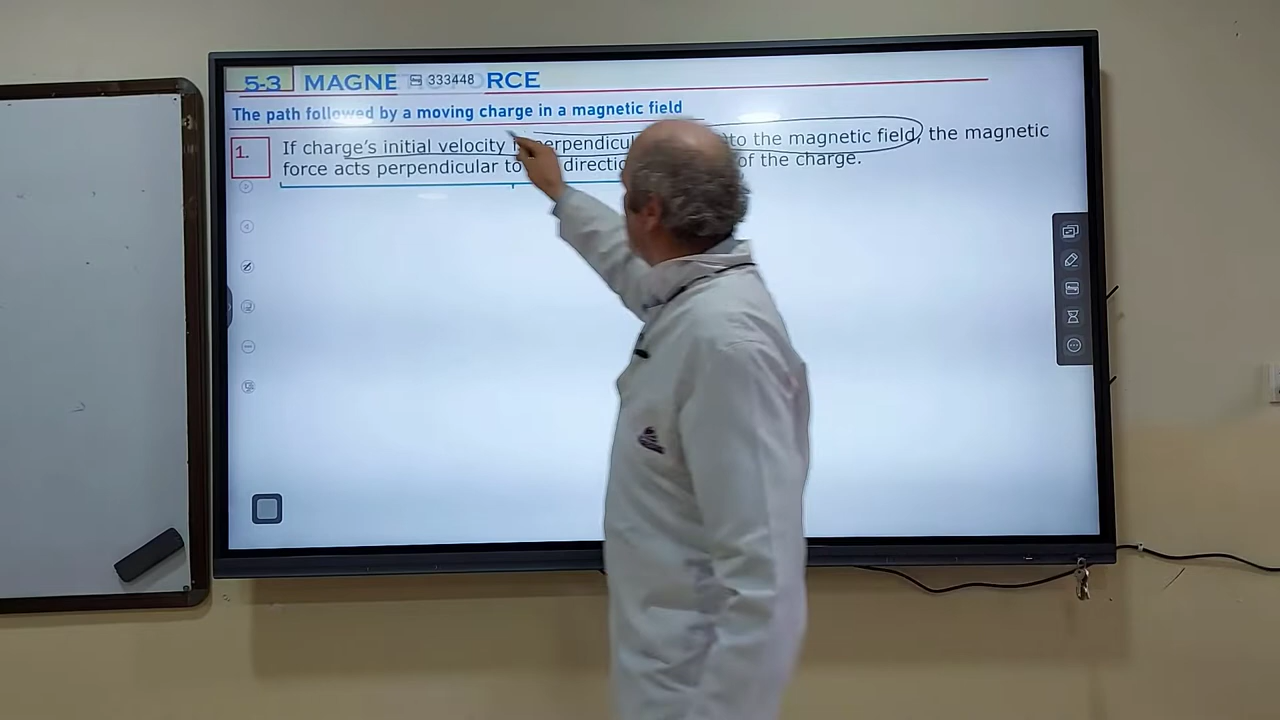 5-3 MAGNE RCE
333448
The path followed by a moving charge in a magnetic field
1.
If charge's initial velocity perpendicu to the magnetic field, the magnetic
force acts perpendicular to directio of the charge.